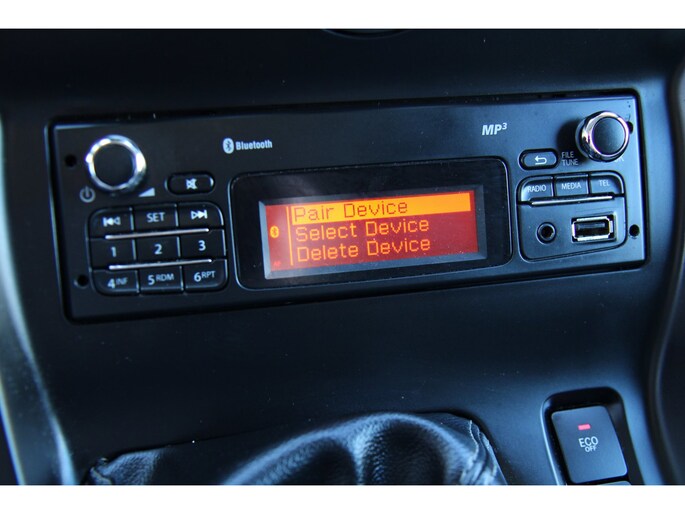 Bluetooth
MP3
FILE
TUNE
RADIO MEDIA TEL
SET
1 2 3
4INF 5RDM 6RPT
Pair Device
Select Device
Delete Device
ECO
OFF